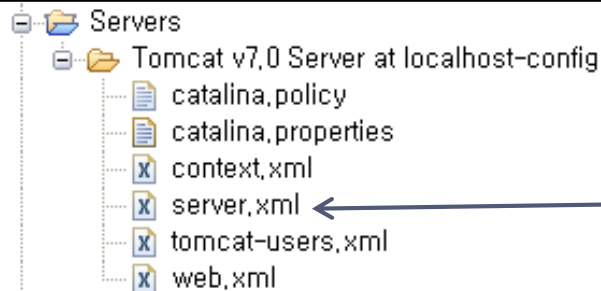 Servers
Tomcat v7.0 Server at localhost-config
catalina.policy
catalina.properties
context.xml
server.xml
tomcat-users.xml
web.xml